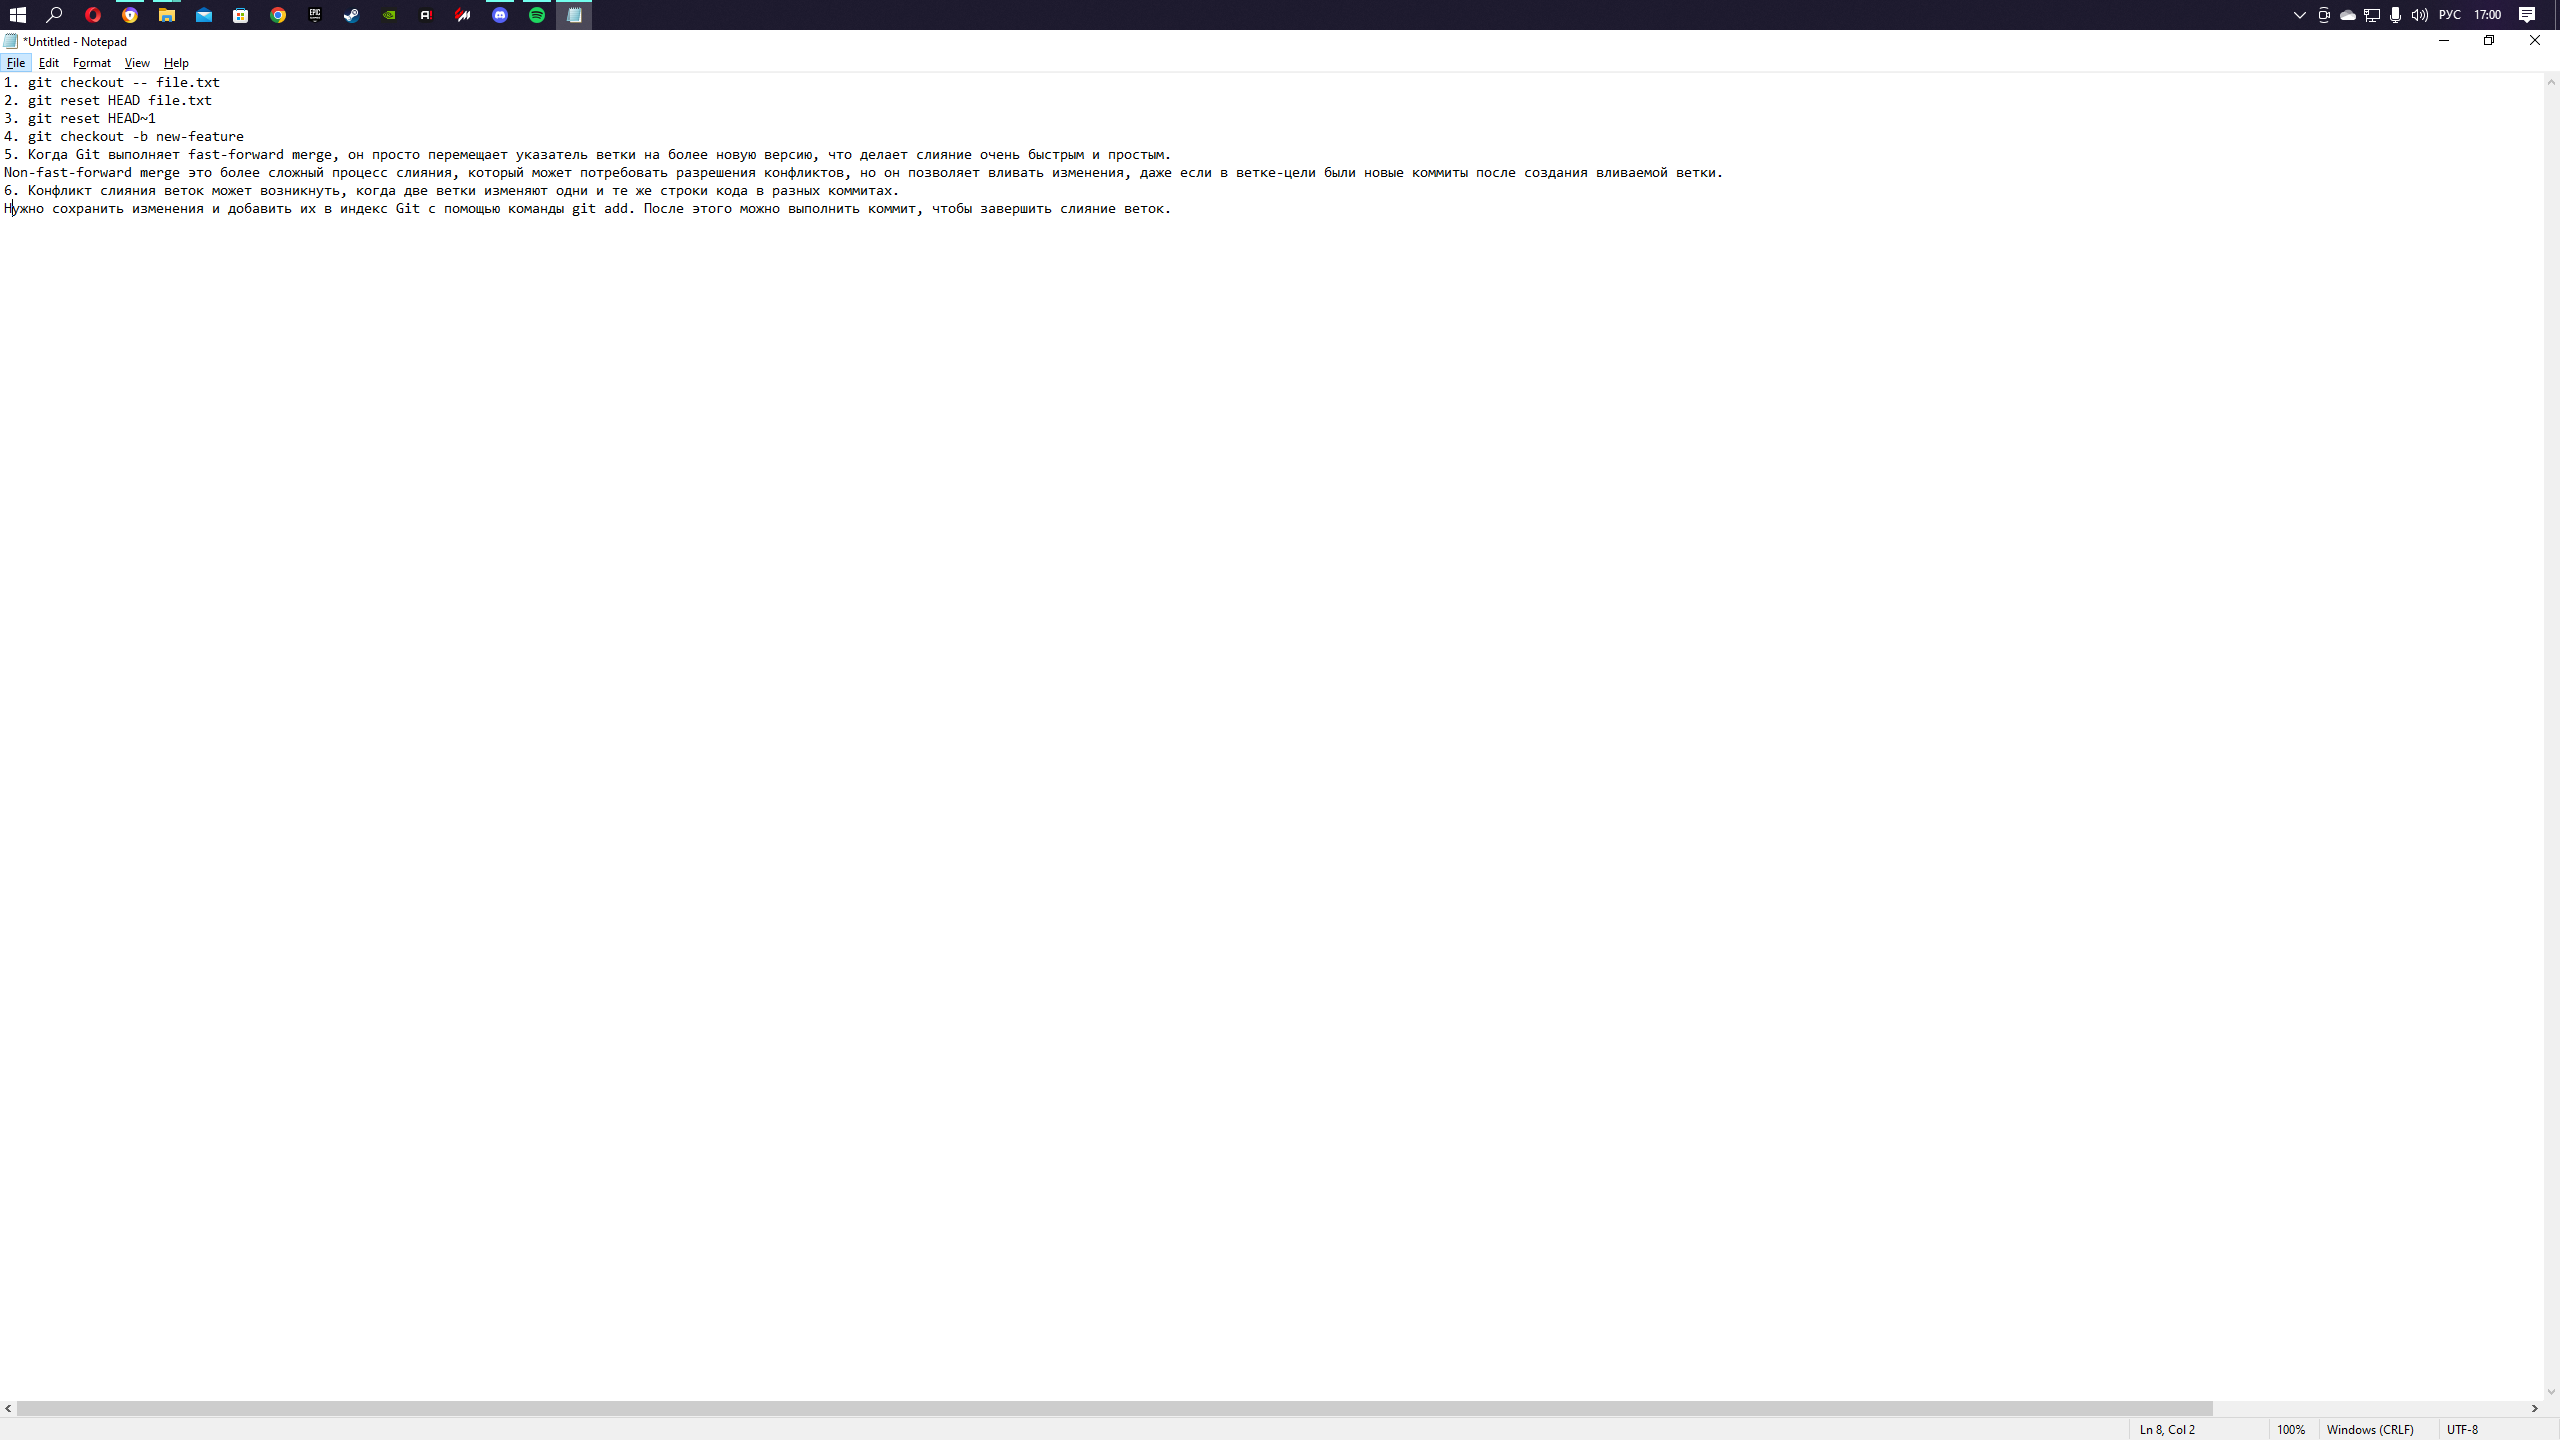 EPIC
A!
РУС
17:00
*Untitled - Notepad
File Edit Format View Help
1. git checkout -- file.txt
2. git reset HEAD file.txt
3. git reset HEAD~1
4. git checkout -b new-feature
5. Когда Git выполняет fast-forward merge, он просто перемещает указатель ветки на более новую версию, что делает слияние очень быстрым и простым.
Non-fast-forward merge это более сложный процесс слияния, который может потребовать разрешения конфликтов, но он позволяет вливать изменения, даже если в ветке-цели были новые коммиты после создания вливаемой ветки.
6. Конфликт слияния веток может возникнуть, когда две ветки изменяют одни и те же строки кода в разных коммитах.
Нужно сохранить изменения и добавить их в индекс Git с помощью команды git add. После этого можно выполнить коммит, чтобы завершить слияние веток.
Ln 8, Col 2 100% Windows (CRLF) UTF-8